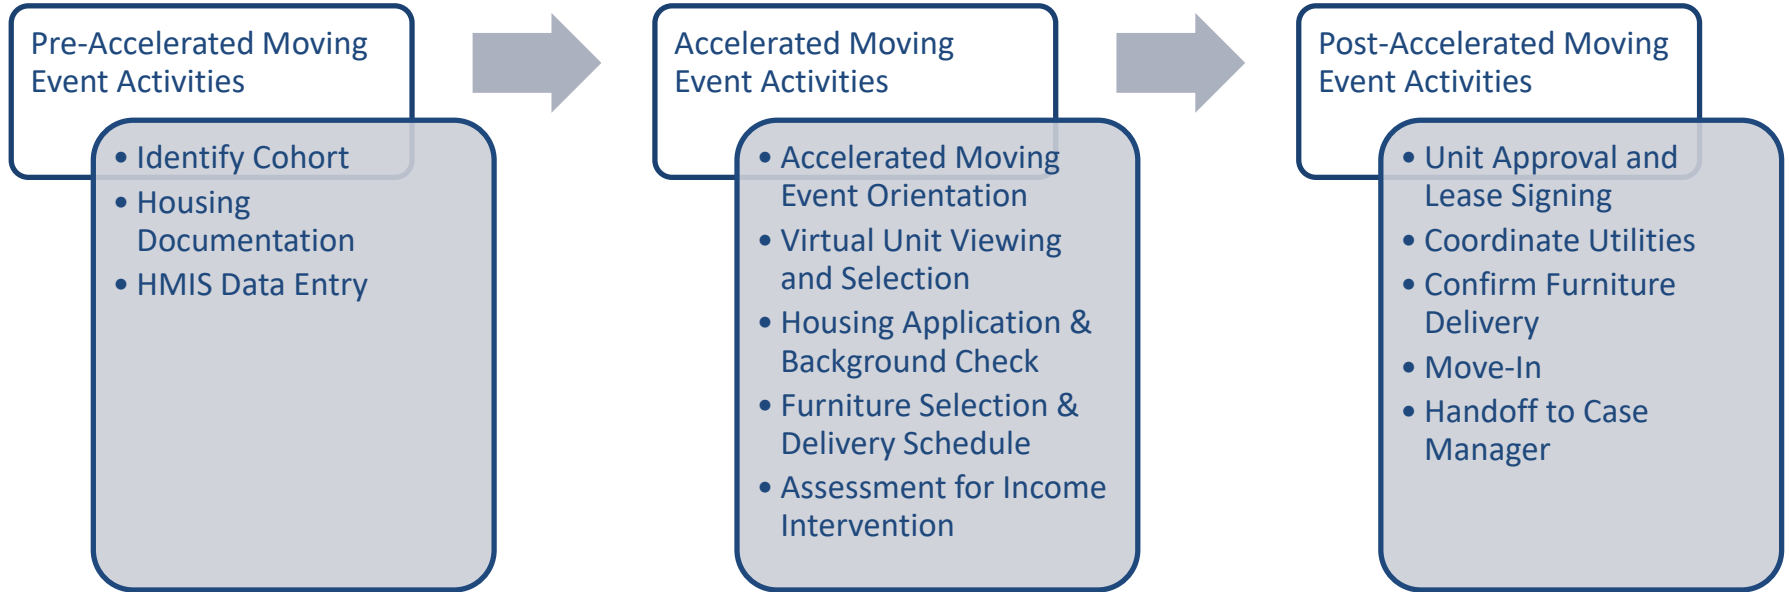 Pre-Accelerated Moving
Event Activities
• Identify Cohort
• Housing
Documentation
• HMIS Data Entry
Accelerated Moving
Event Activities
• Accelerated Moving
Event Orientation
• Virtual Unit Viewing
and Selection
• Housing Application &
Background Check
• Furniture Selection &
Delivery Schedule
• Assessment for Income
Intervention
Post-Accelerated Moving
Event Activities
• Unit Approval and
Lease Signing
• Coordinate Utilities
• Confirm Furniture
Delivery
• Move-In
• Handoff to Case
Manager